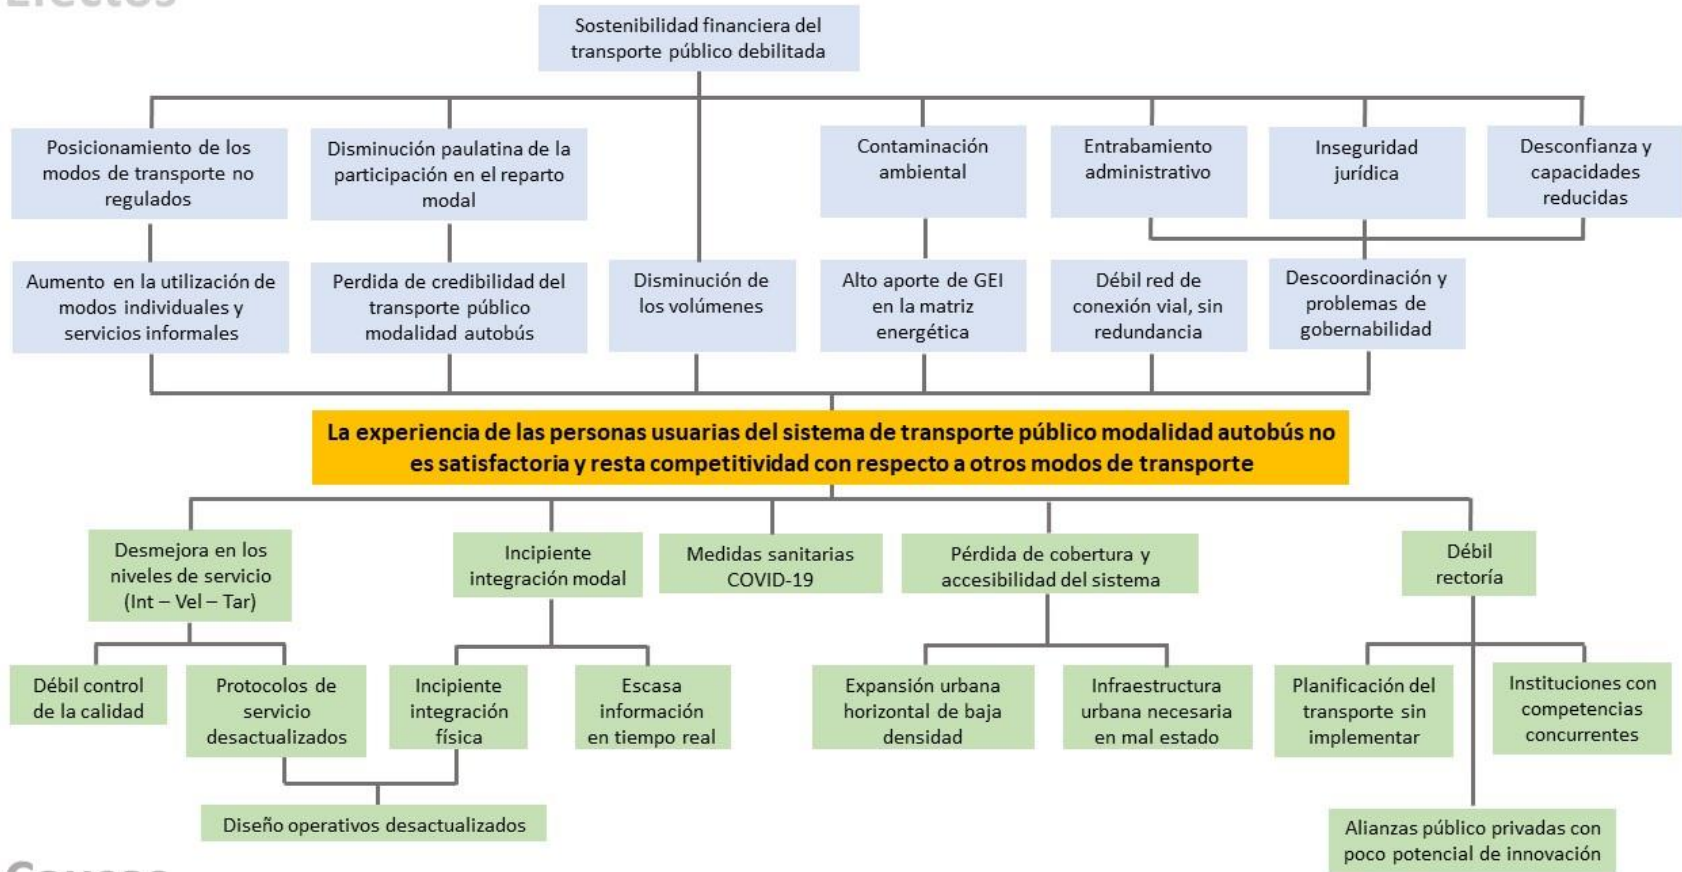 Efectos
Sostenibilidad financiera del
transporte público debilitada
Posicionamiento de los
modos de transporte no
regulados
Disminución paulatina de la
participación en el reparto
modal
Contaminación
ambiental
Entrabamiento
administrativo
Inseguridad
jurídica
Desconfianza y
capacidades
reducidas
Aumento en la utilización de
modos individuales y
servicios informales
Perdida de credibilidad del
transporte público
modalidad autobús
Disminución de
los volúmenes
Alto aporte de GEI
en la matriz
energética
Débil red de
conexión vial, sin
redundancia
Descoordinación y
problemas de
gobernabilidad
La experiencia de las personas usuarias del sistema de transporte público modalidad autobús no
es satisfactoria y resta competitividad con respecto a otros modos de transporte
Desmejora en los
niveles de servicio
(Int – Vel – Tar)
Incipiente
integración modal
Medidas sanitarias
COVID-19
Pérdida de cobertura y
accesibilidad del sistema
Débil
rectoría
Débil control
de la calidad
Protocolos de
servicio
desactualizados
Incipiente
integración
física
Escasa
información
en tiempo real
Expansión urbana
horizontal de baja
densidad
Infraestructura
urbana necesaria
en mal estado
Planificación del
transporte sin
implementar
Instituciones con
competencias
concurrentes
Diseño operativos desactualizados
Alianzas público privadas con
poco potencial de innovación
Causas